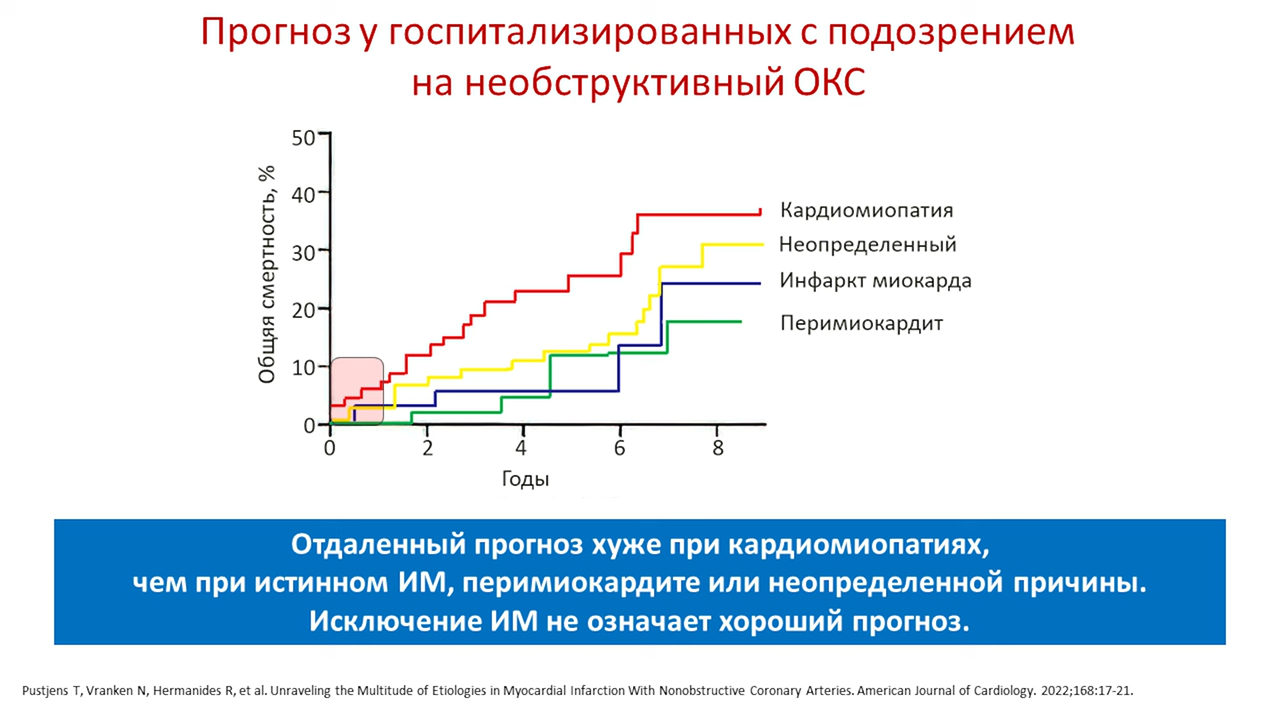 Прогноз у госпитализированных с подозрением
на необструктивный ОКС
50
40
30
20
10
0
Общяя смертность, %
0 2 4 6 8
Годы
Кардиомиопатия
Неопределенный
Инфаркт миокарда
Перимиокардит
Отдаленный прогноз хуже при кардиомиопатиях,
чем при истинном ИМ, перимиокардите или неопределенной причины.
Исключение ИМ не означает хороший прогноз.
Pustjens T, Vranken N, Hermanides R, et al. Unraveling the Multitude of Etiologies in Myocardial Infarction With Nonobstructive Coronary Arteries. American Journal of Cardiology. 2022;168:17-21.